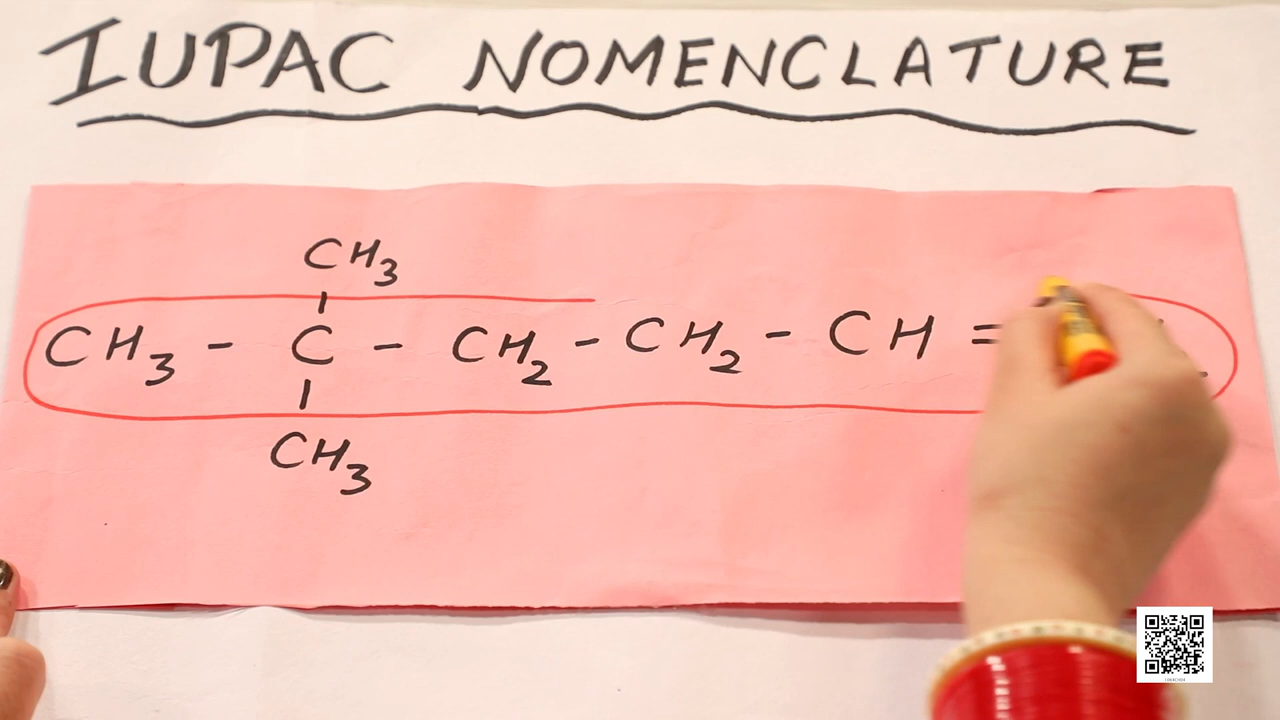 IUPAC NOMENCLATURE
CH3
CH3 - C - CH2 - CH2 - CH =
CH3